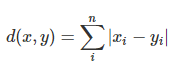 d(x, y) = \sum_{i}^{n} |x_i − y_i|